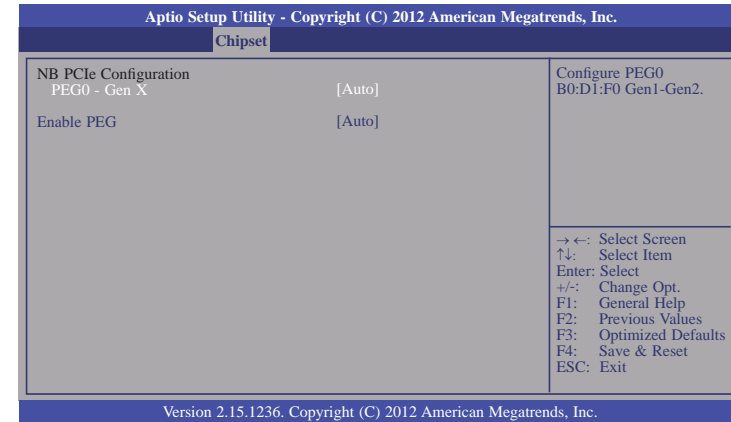 Aptio Setup Utility - Copyright (C) 2012 American Megatrends, Inc.
Chipset
NB PCIe Configuration
PEG0 - Gen X [Auto]
Enable PEG [Auto]
Configure PEG0
B0:D1:F0 Gen1-Gen2.
→←: Select Screen
↑↓: Select Item
Enter: Select
+/-: Change Opt.
F1: General Help
F2: Previous Values
F3: Optimized Defaults
F4: Save & Reset
ESC: Exit
Version 2.15.1236. Copyright (C) 2012 American Megatrends, Inc.